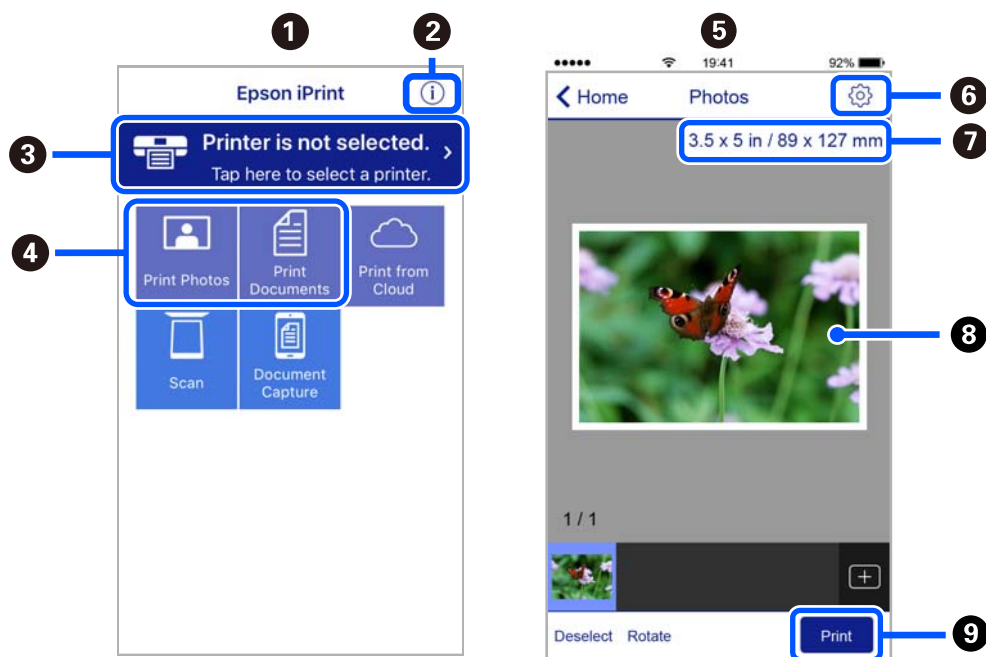 1
2
Epson iPrint
3
Printer is not selected.
Tap here to select a printer.
4
Print Photos
Print
Documents
Print from
Cloud
Scan
Document
Capture
5
19:41
92%
Home
Photos
6
7
3.5 x 5 in / 89 x 127 mm
8
1 / 1
Deselect
Rotate
Print
9